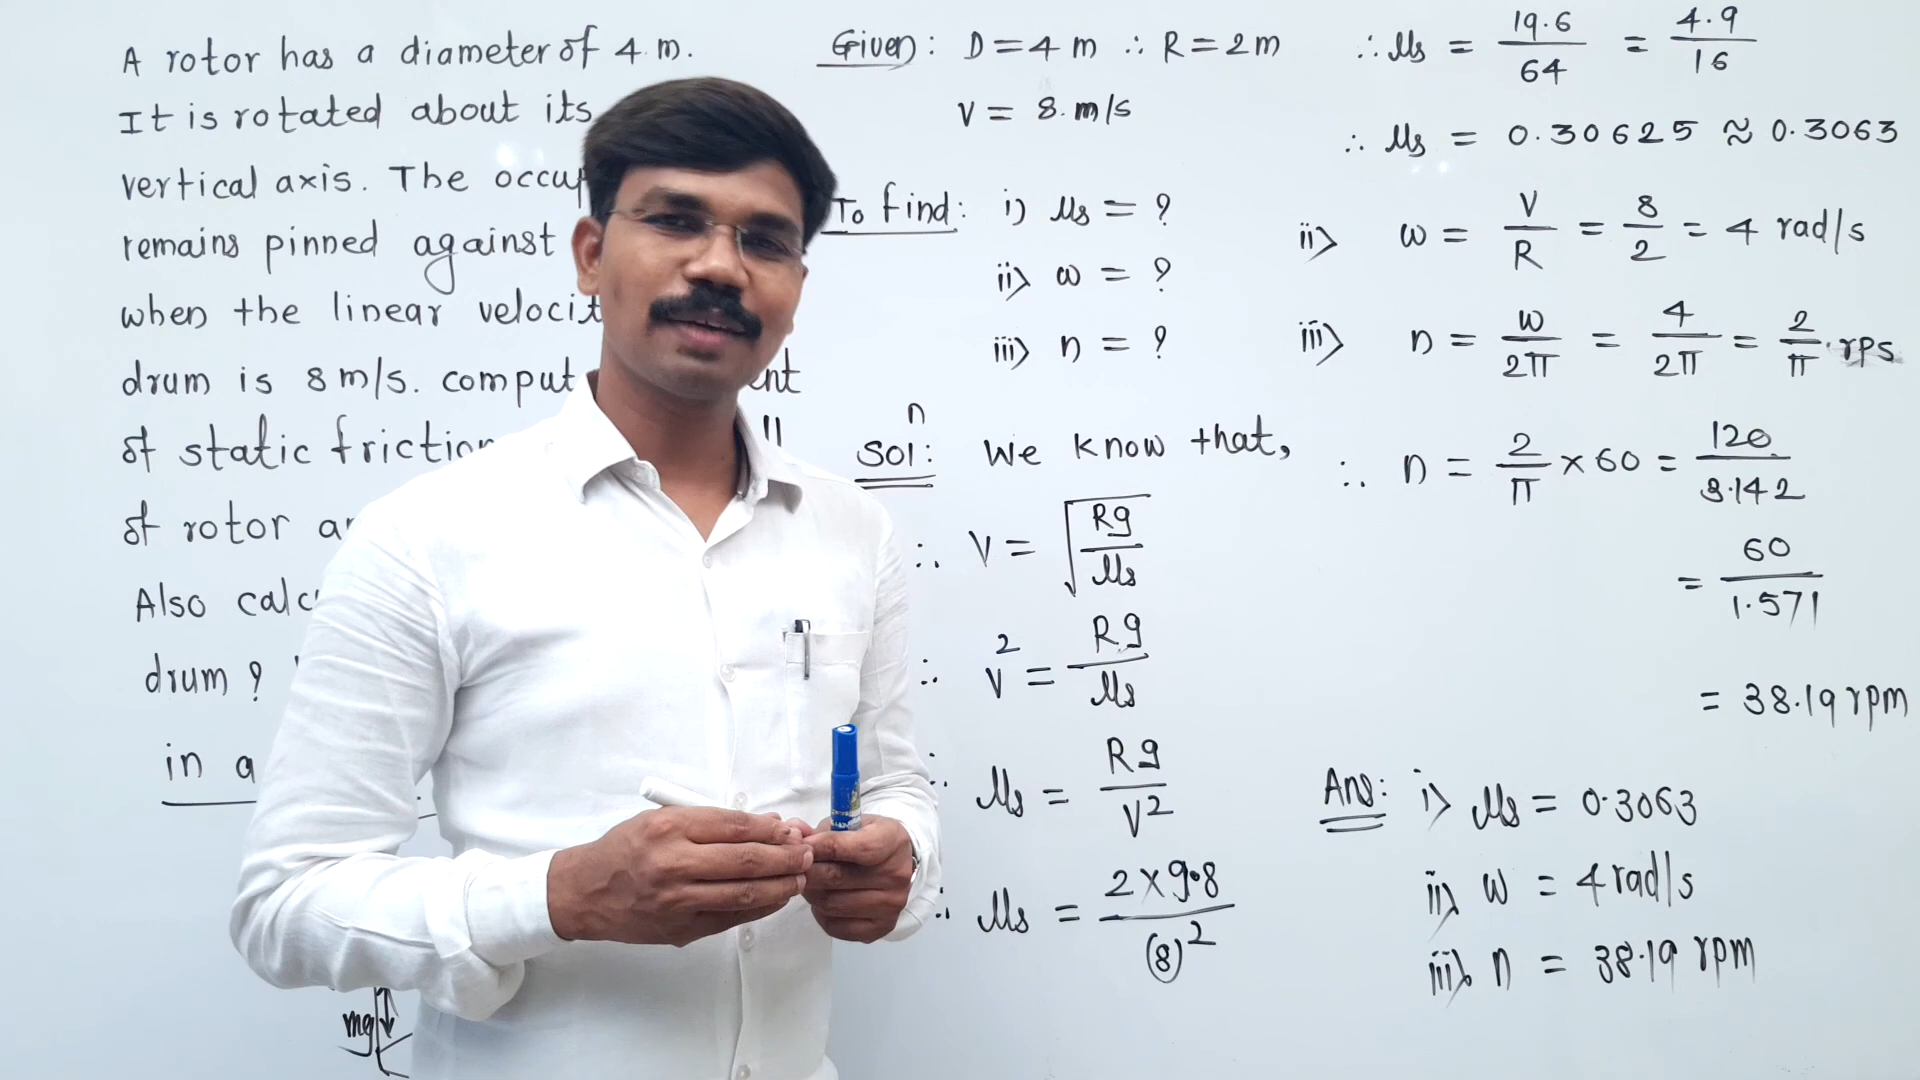 A rotor has a diameter of 4 m.
It is rotated about its
vertical axis. The
remains pinned against
when the linear
drum is 8 m/s.
of static
of rotor
Also
drum ?
in a
mg
Given : D = 4 m ∴ R = 2 m
V = 8 m/s
To find : i) μs = ?
ii) ω = ?
iii) n = ?
Solⁿ : We know that,
∴ V = √(Rg/μs)
∴ V² = Rg/μs
∴ μs = Rg/V²
∴ μs = 2 × 9.8/(8)²
∴ μs = 19.6/64 = 4.9/16
∴ μs = 0.30625 ≈ 0.3063
ii) ω = V/R = 8/2 = 4 rad/s
iii) n = ω/2π = 4/2π = 2/π rps
∴ n = 2/π × 60 = 120/3.142
= 60/1.571
= 38.19 rpm
Ans : i) μs = 0.3063
ii) ω = 4 rad/s
iii) n = 38.19 rpm